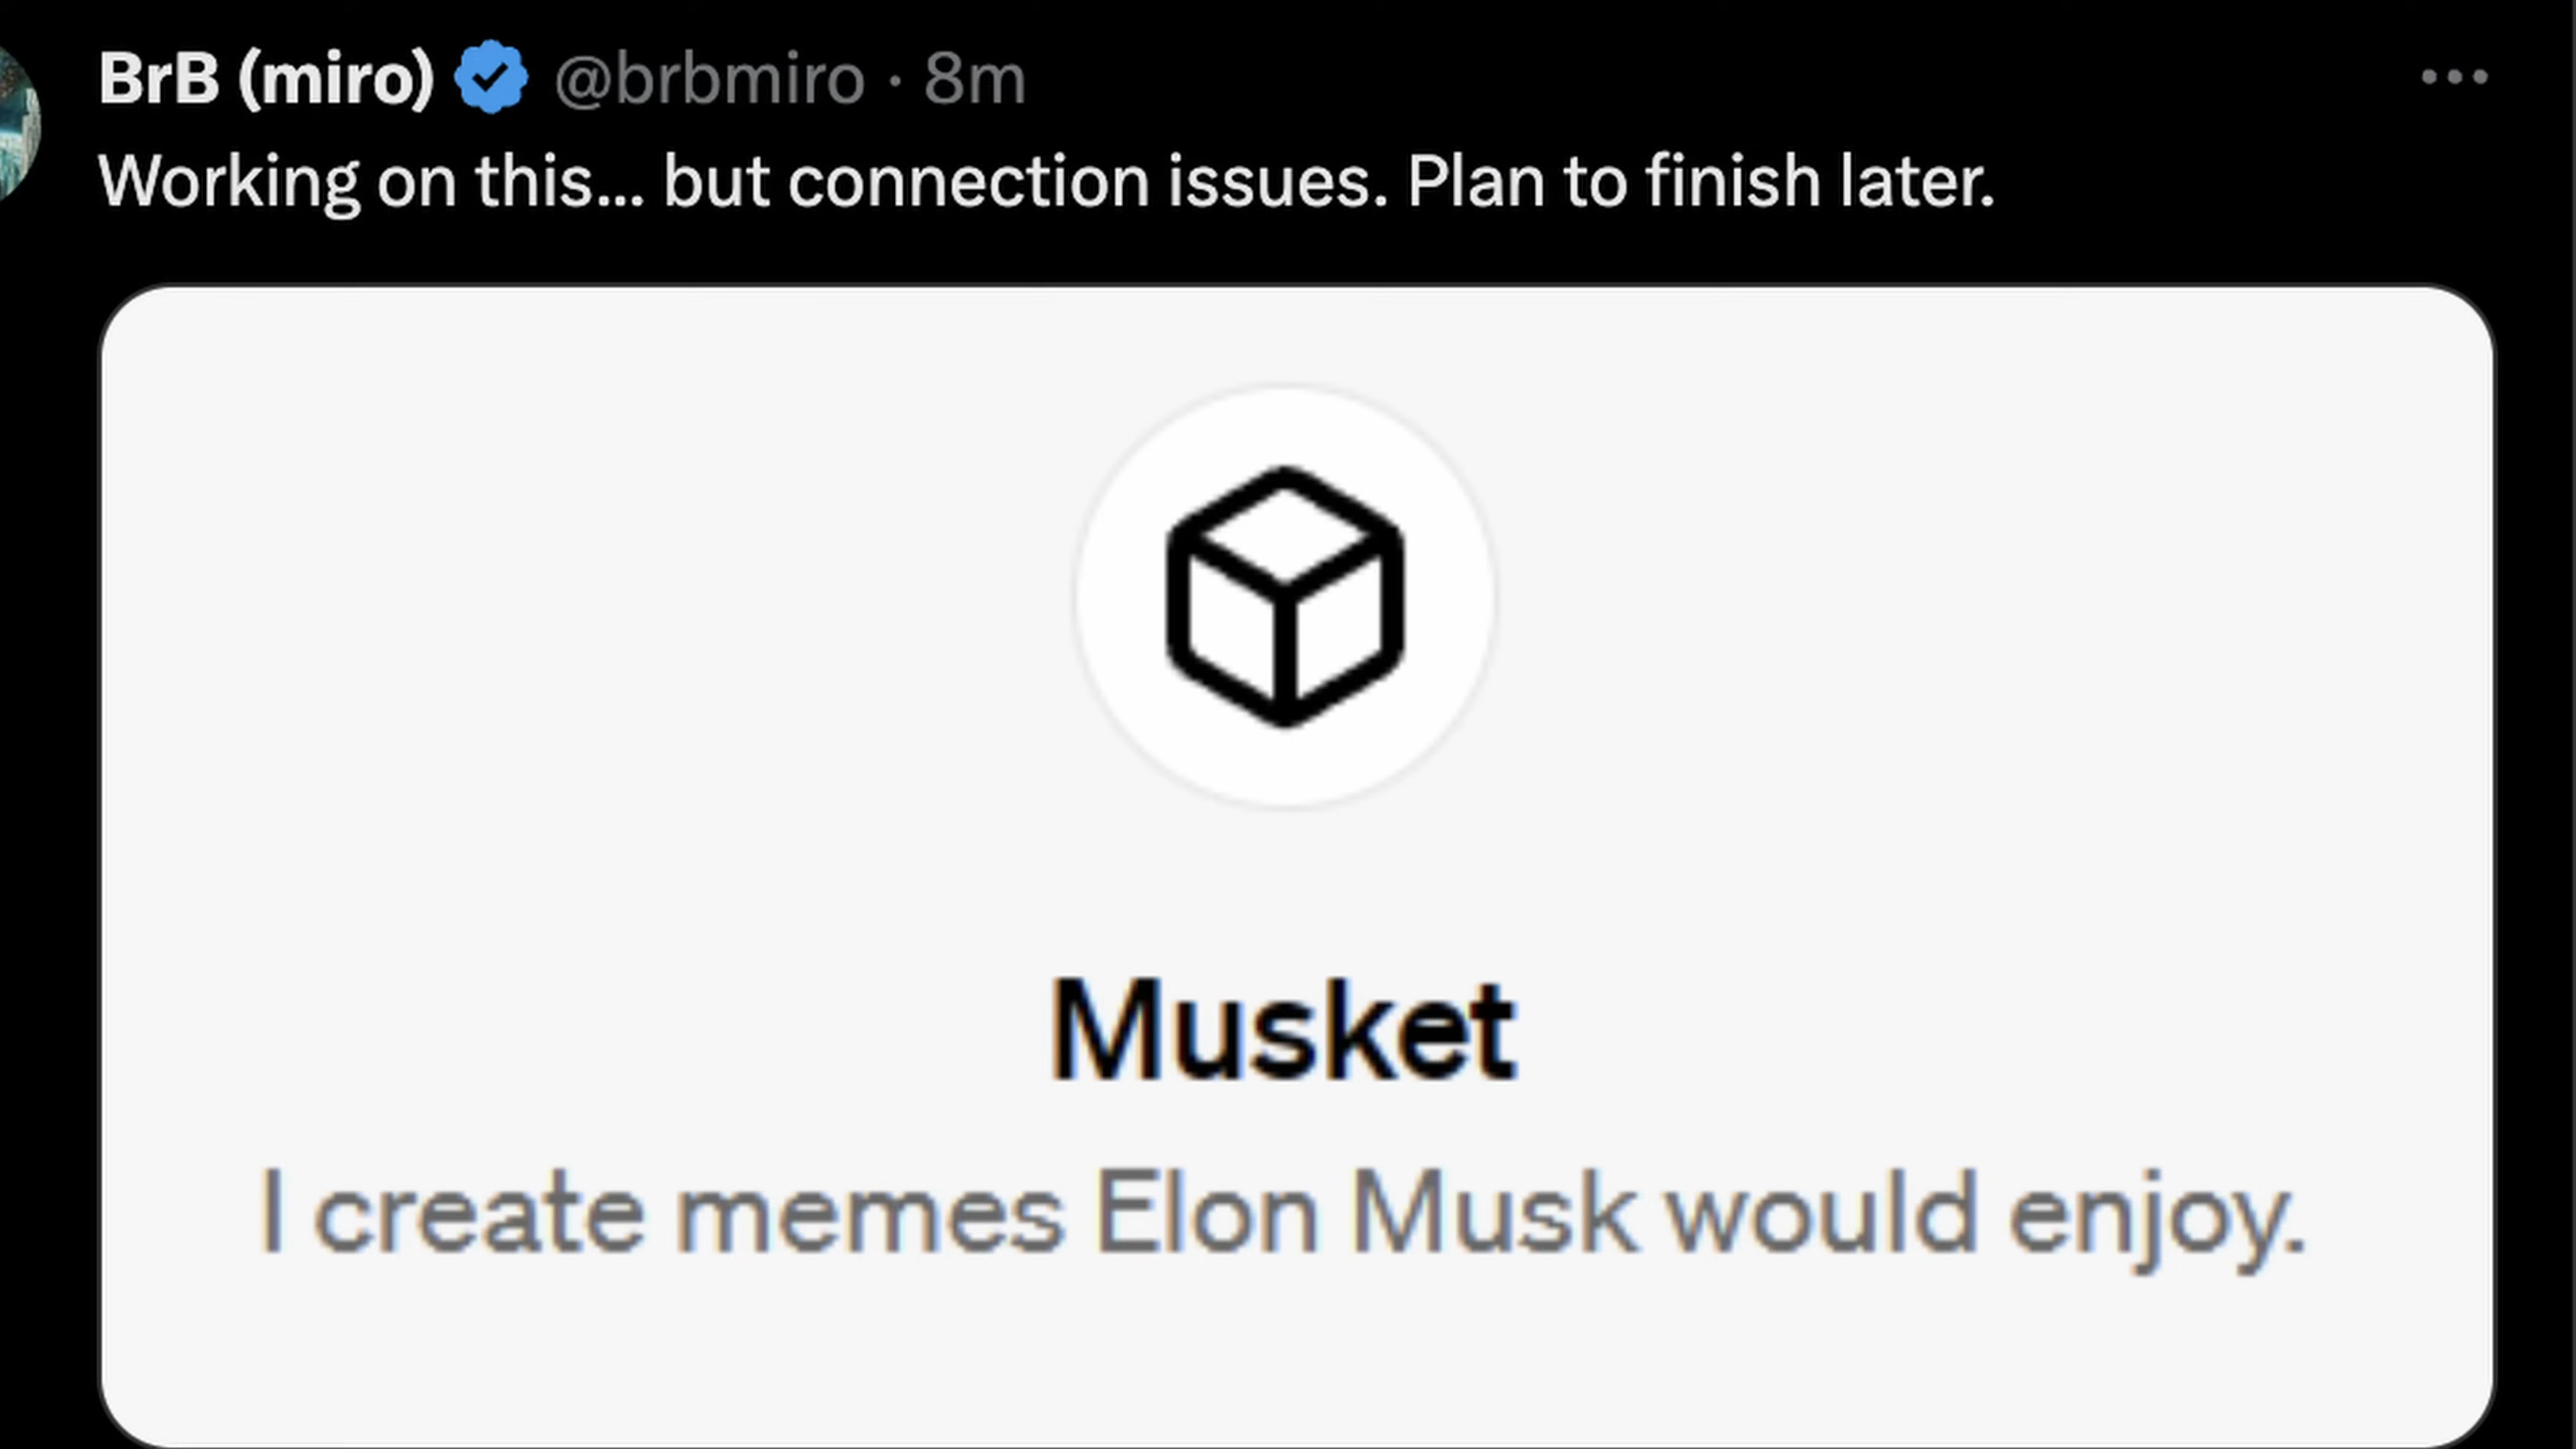 BrB (miro) @brbmiro · 8m
Working on this... but connection issues. Plan to finish later.
Musket
I create memes Elon Musk would enjoy.